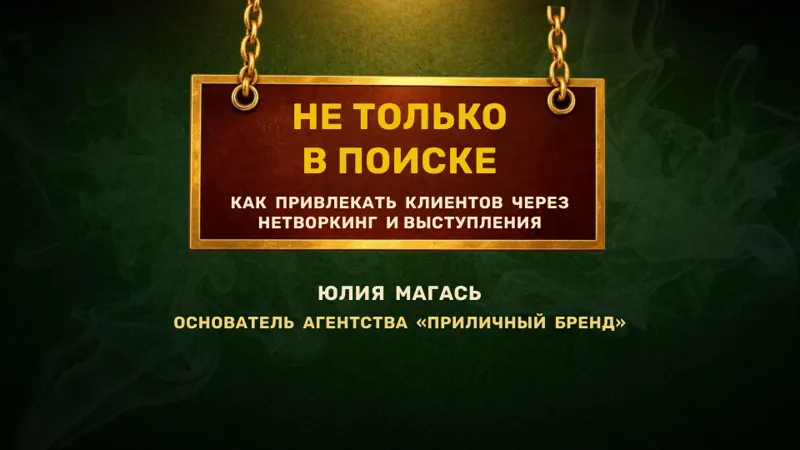 НЕ ТОЛЬКО
В ПОИСКЕ
КАК ПРИВЛЕКАТЬ КЛИЕНТОВ ЧЕРЕЗ
НЕТВОРКИНГ И ВЫСТУПЛЕНИЯ
ЮЛИЯ МАГАСЬ
ОСНОВАТЕЛЬ АГЕНТСТВА «ПРИЛИЧНЫЙ БРЕНД»